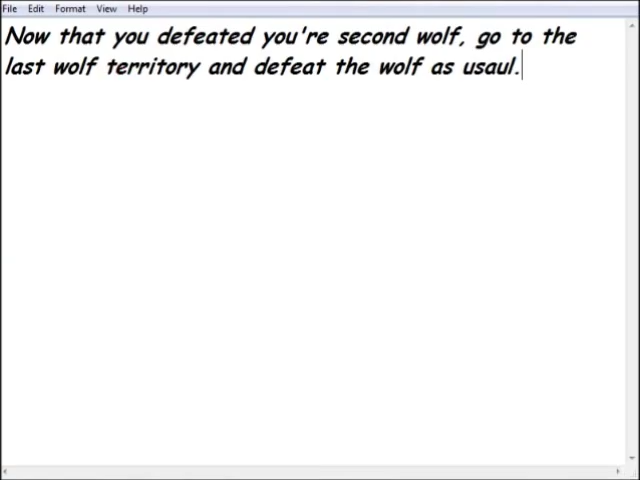 File Edit Format View Help
Now that you defeated you're second wolf, go to the
last wolf territory and defeat the wolf as usaul.